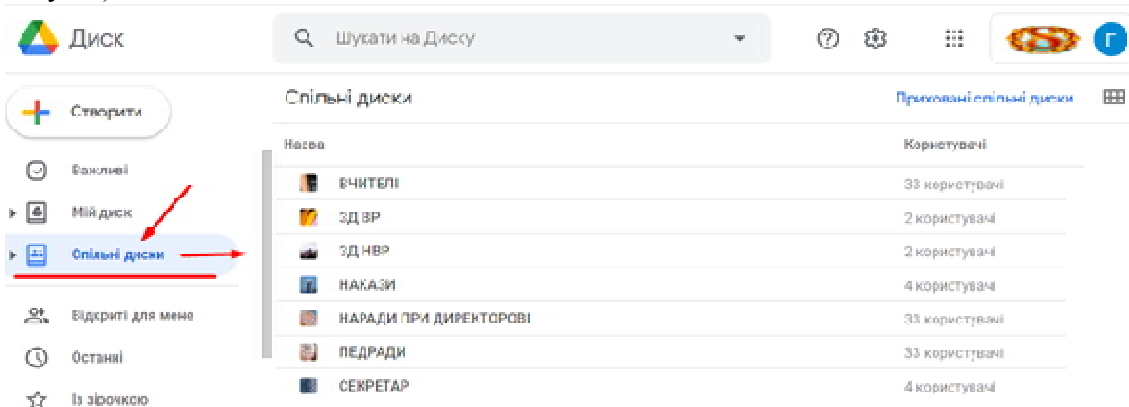 Диск
Шукати на Диску
Г
Створити
Спільні диски
Приховані спільні диски
Назва
Користувачі
Важливі
ВЧИТЕЛІ
33 користувачі
Мій диск
ЗД ВР
2 користувачі
Спільні диски
ЗД НВР
2 користувачі
НАКАЗИ
4 користувачі
Відкриті для мене
НАРАДИ ПРИ ДИРЕКТОРОВІ
33 користувачі
Останні
ПЕДРАДИ
33 користувачі
Із зірочкою
СЕКРЕТАР
4 користувачі